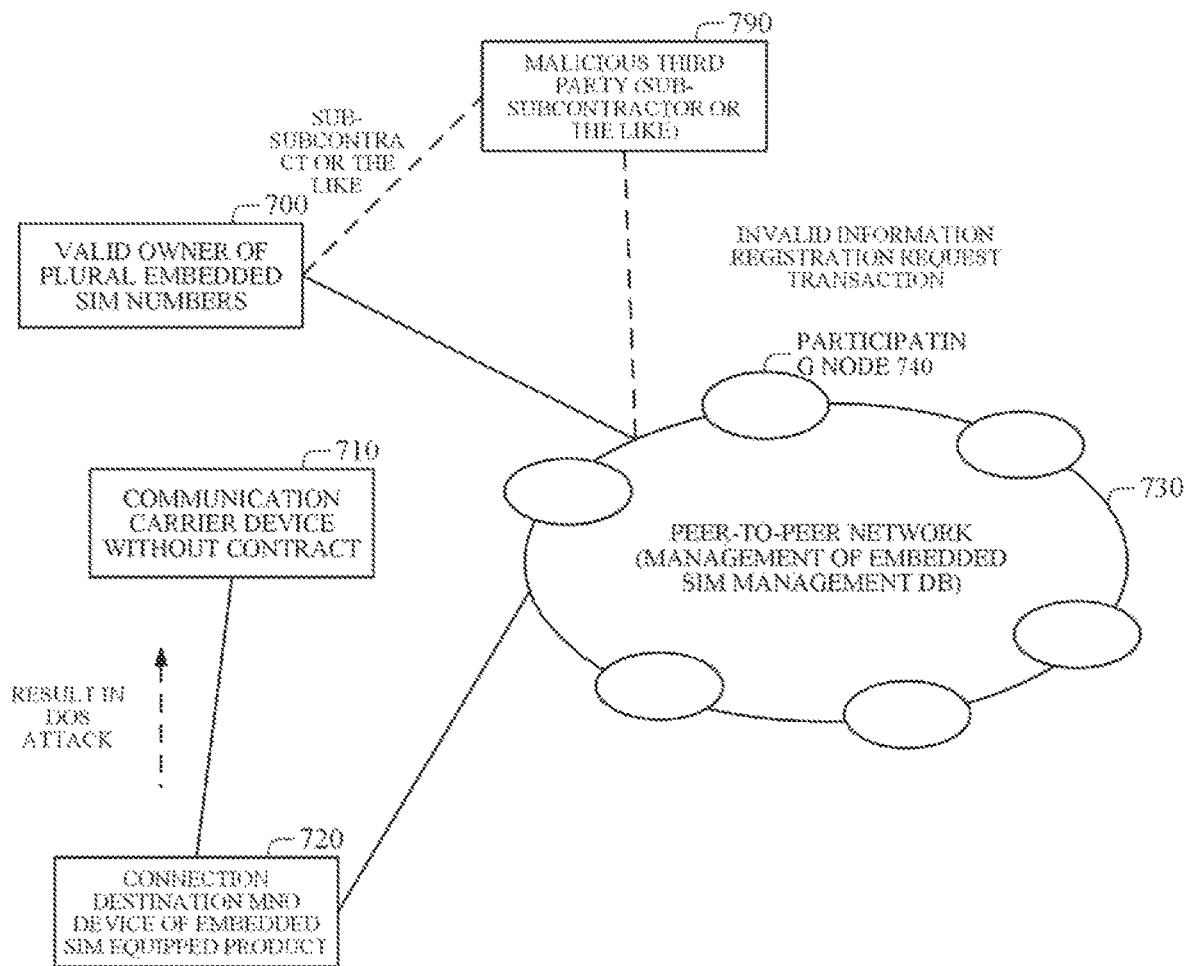 790
MALICIOUS THIRD
PARTY (SUB-
SUBCONTRACTOR OR
THE LIKE)
SUB-
SUBCONTRA
CT OR THE
LIKE
700
VALID OWNER OF
PLURAL EMBEDDED
SIM NUMBERS
INVALID INFORMATION
REGISTRATION REQUEST
TRANSACTION
PARTICIPATIN
G NODE 740
710
COMMUNICATION
CARRIER DEVICE
WITHOUT CONTRACT
730
PEER-TO-PEER NETWORK
(MANAGEMENT OF EMBEDDED
SIM MANAGEMENT DB)
RESULT IN
DOS
ATTACK
720
CONNECTION
DESTINATION MNO
DEVICE OF EMBEDDED
SIM EQUIPPED PRODUCT